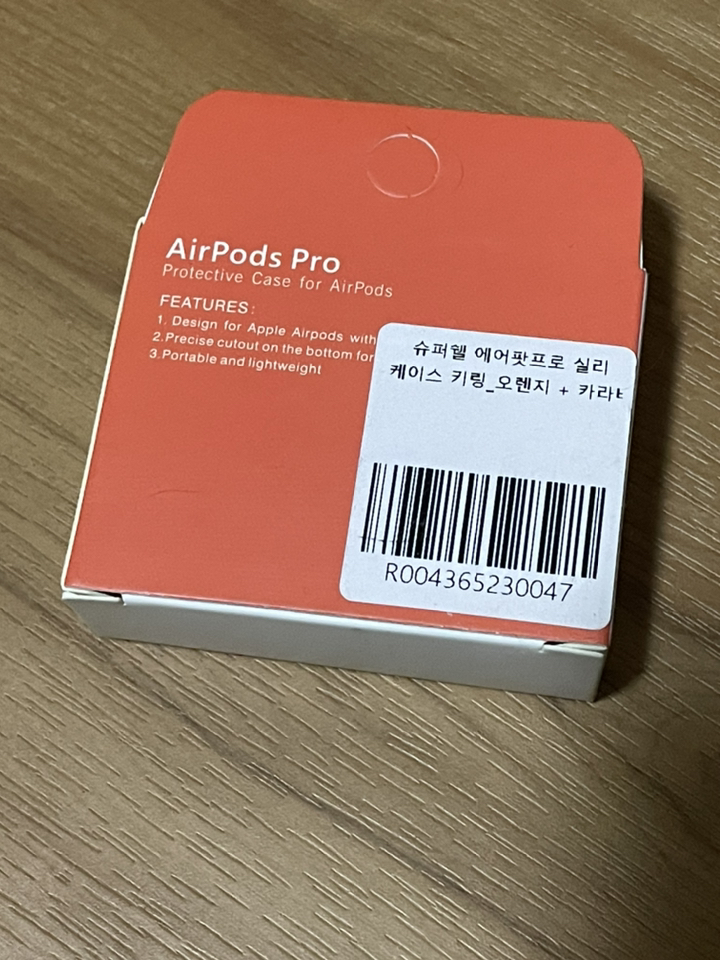 AirPods Pro
Protective Case for AirPods
FEATURES:
1. Design for Apple Airpods with
2.Precise cutout on the bottom for
3.Portable and lightweight
슈퍼쉘 에어팟프로 실리
케이스 키링_오렌지 + 카라
R004365230047